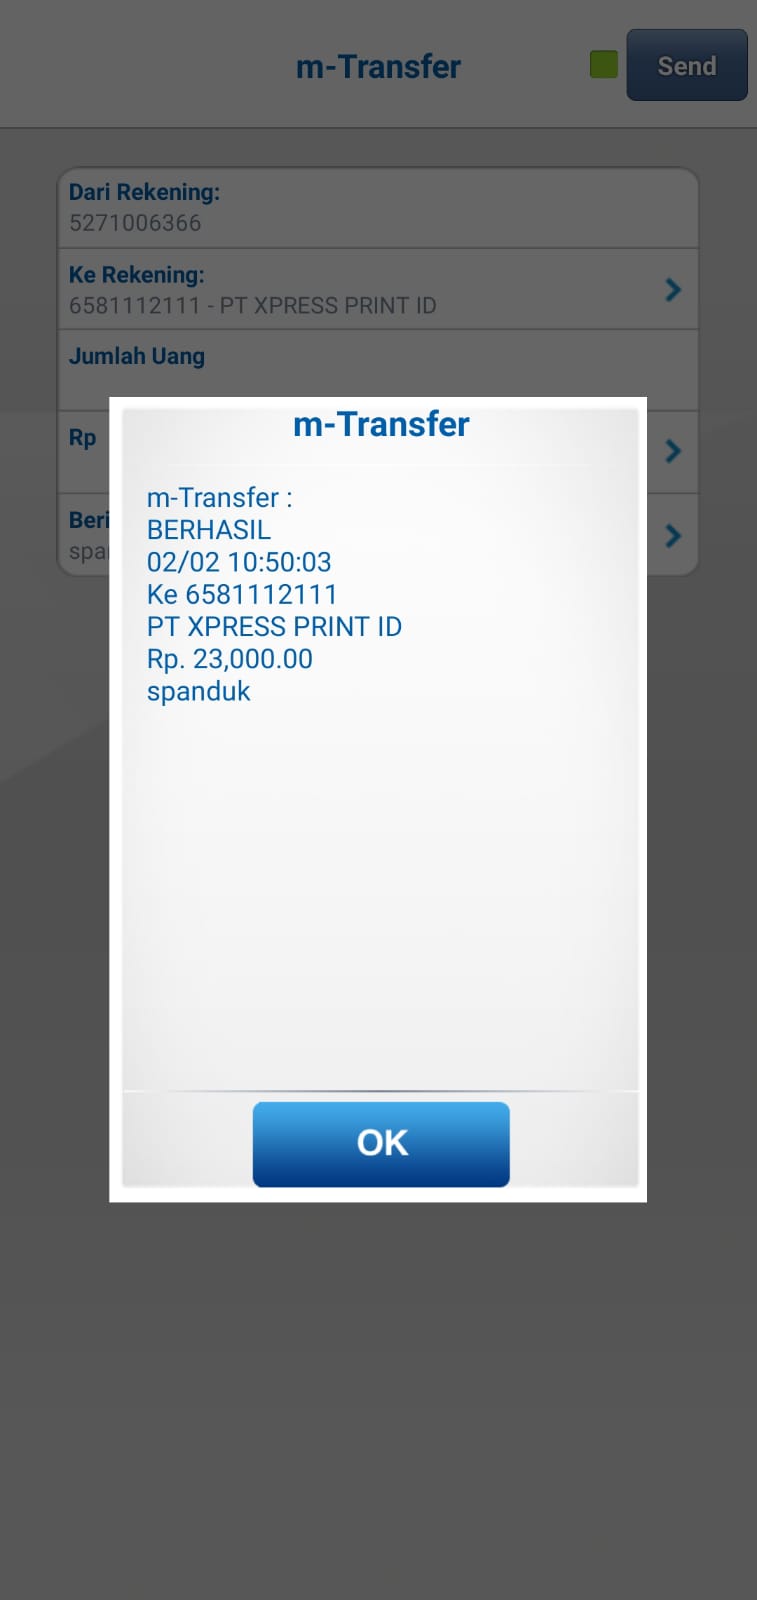 m-Transfer
Send
Dari Rekening:
5271006366
Ke Rekening:
6581112111 - PT XPRESS PRINT ID
Jumlah Uang
Rp
Beri
spa
m-Transfer
m-Transfer :
BERHASIL
02/02 10:50:03
Ke 6581112111
PT XPRESS PRINT ID
Rp. 23,000.00
spanduk
OK